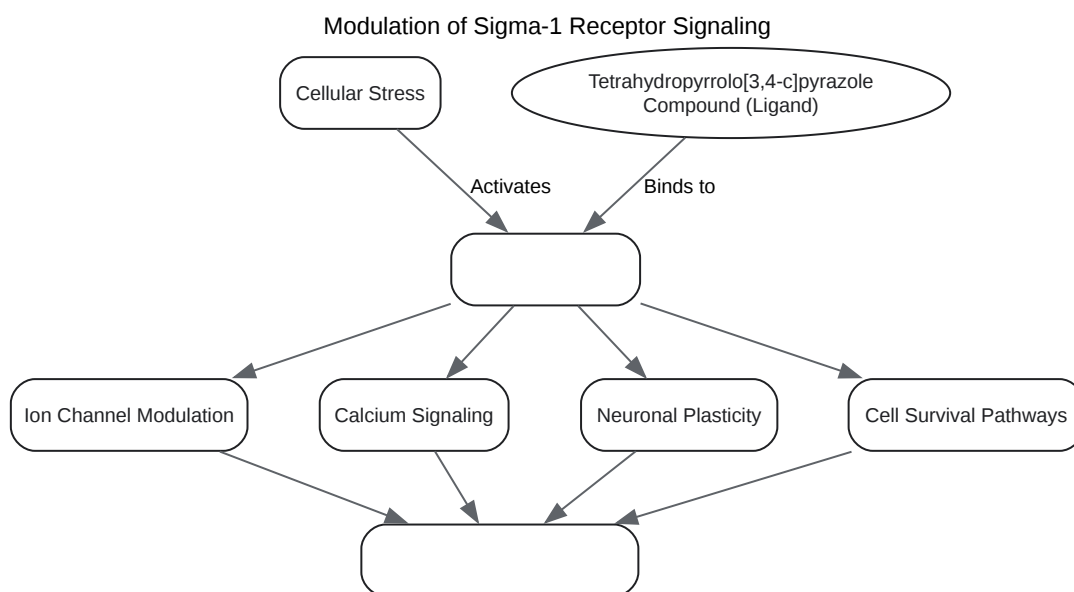 Modulation of Sigma-1 Receptor Signaling
Cellular Stress
Tetrahydropyrrolo[3,4-c]pyrazole
Compound (Ligand)
Activates
Binds to
Ion Channel Modulation
Calcium Signaling
Neuronal Plasticity
Cell Survival Pathways